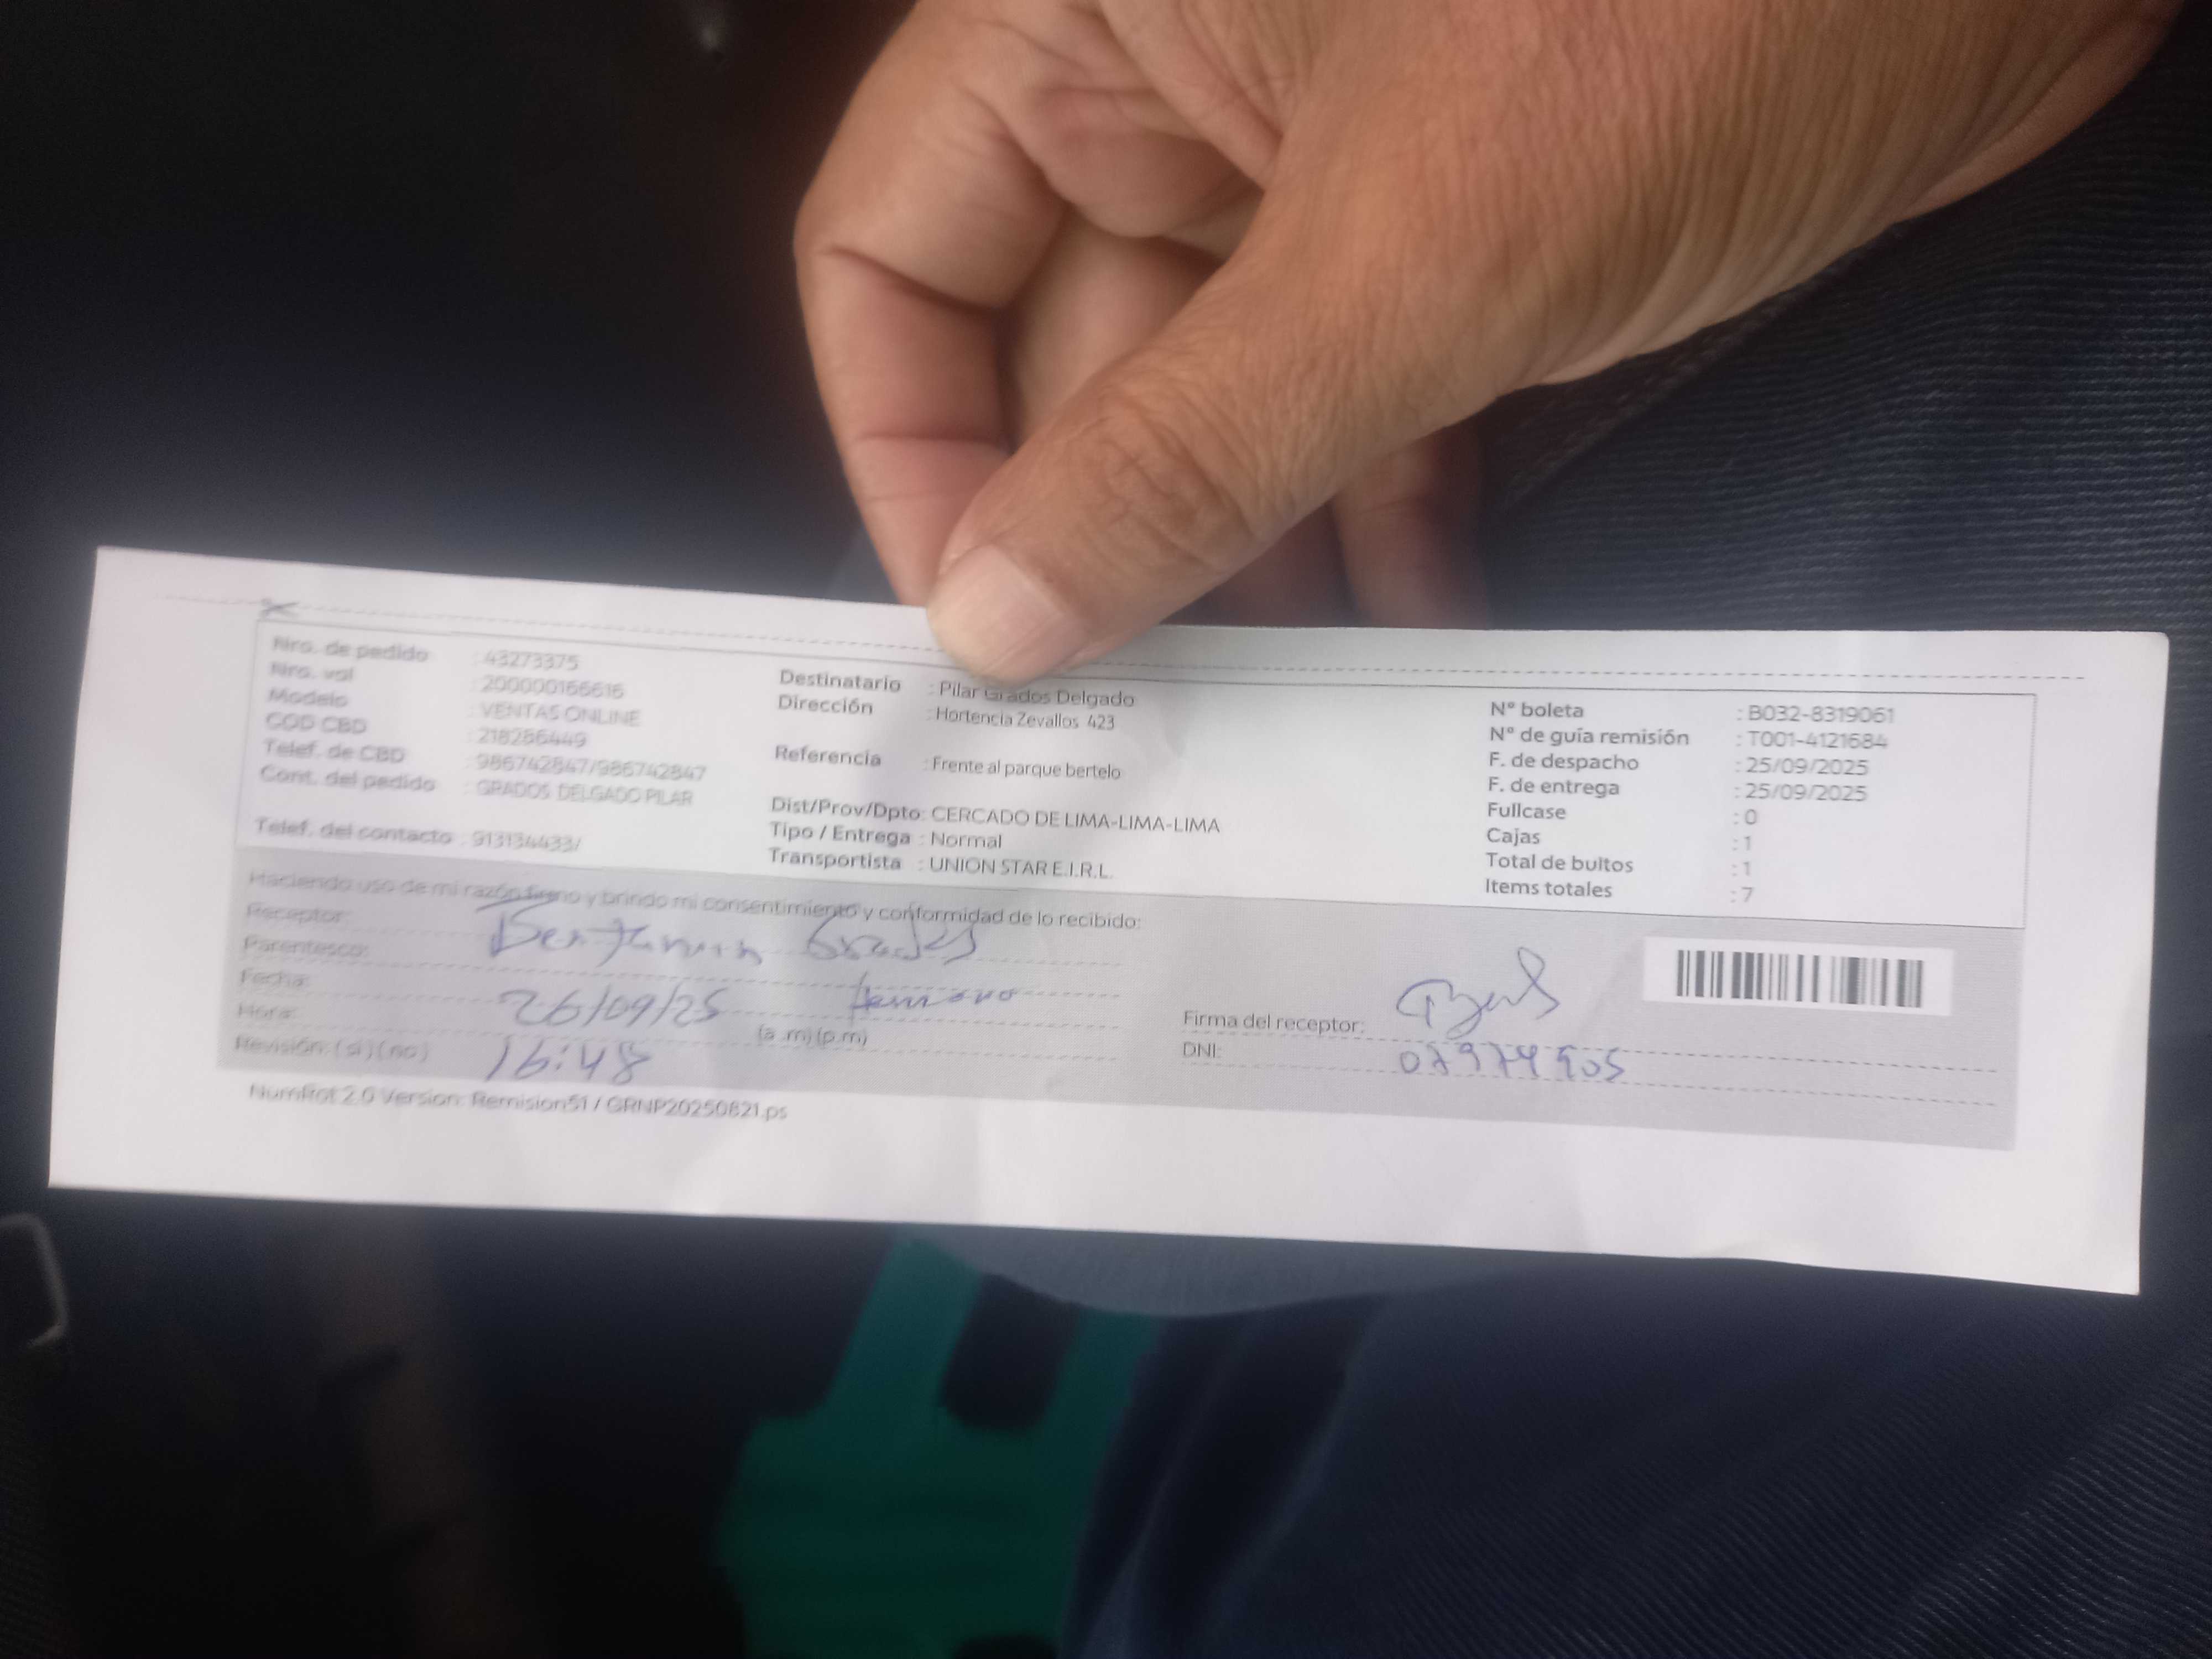 Nro. de pedido : 43273375
Nro. val : 200000166616
Modelo : VENTAS ONLINE
COD CBD : 218286449
Telef. de CBD : 986742847/986742847
Cont. del pedido : GRADOS DELGADO PILAR
Telef. del contacto : 913134433/
Destinatario : Pilar Grados Delgado
Dirección : Hortencia Zevallos 423
Referencia : Frente al parque bertelo
Dist/Prov/Dpto: CERCADO DE LIMA-LIMA-LIMA
Tipo / Entrega : Normal
Transportista : UNION STAR E.I.R.L.
N° boleta : B032-8319061
N° de guía remisión : T001-4121684
F. de despacho : 25/09/2025
F. de entrega : 25/09/2025
Fullcase : 0
Cajas : 1
Total de bultos : 1
Items totales : 7
Haciendo uso de mi razón firmo y brindo mi consentimiento y conformidad de lo recibido:
Receptor: Benjamin Grados
Parentesco: Hermano
Fecha: 26/09/25
Hora: 16:48 (a .m) (p.m)
Revisión: ( si ) ( no )
Firma del receptor:
DNI: 07974905
NumRot 2.0 Version: Remision51 / GRNP20250821.ps